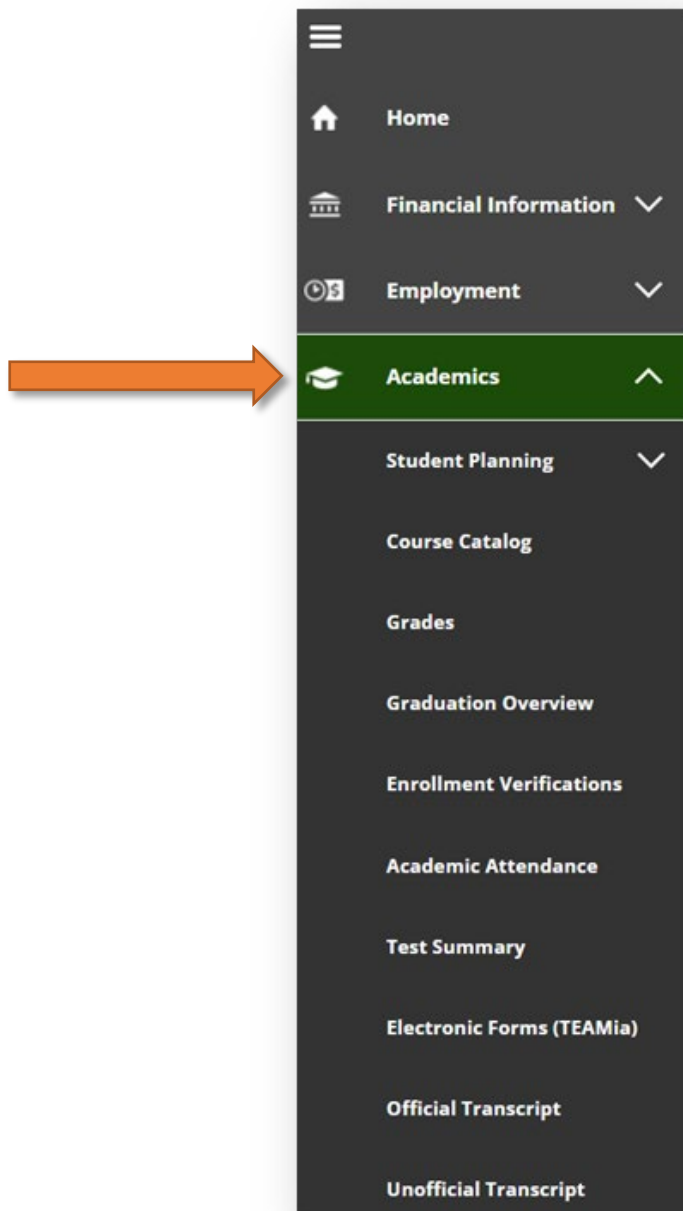 Home
Financial Information
Employment
Academics
Student Planning
Course Catalog
Grades
Graduation Overview
Enrollment Verifications
Academic Attendance
Test Summary
Electronic Forms (TEAMia)
Official Transcript
Unofficial Transcript